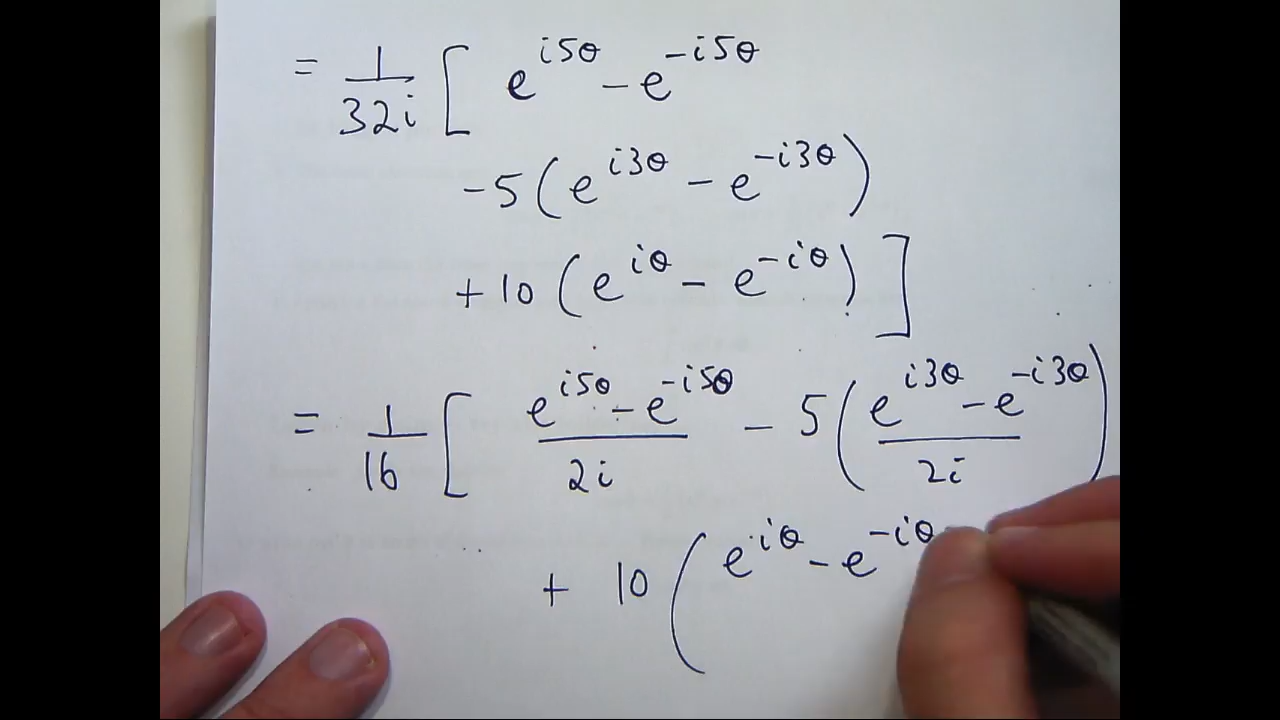 = 1/32i [ e^{i5θ} - e^{-i5θ}
-5 ( e^{i3θ} - e^{-i3θ} )
+10 ( e^{iθ} - e^{-iθ} ) ]
= 1/16 [ (e^{i5θ} - e^{-i5θ})/2i - 5 ( (e^{i3θ} - e^{-i3θ})/2i )
+ 10 ( e^{iθ} - e^{-iθ}